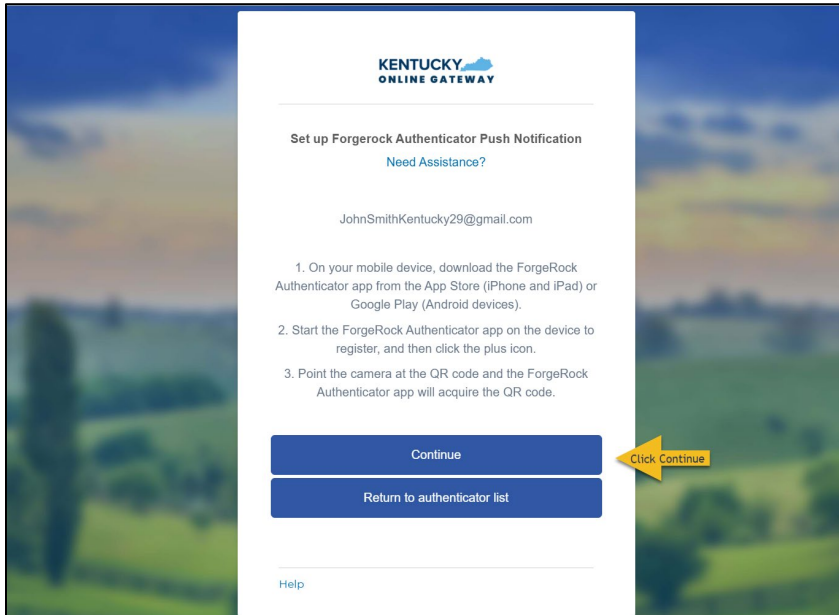 KENTUCKY
ONLINE GATEWAY
Set up Forgerock Authenticator Push Notification
Need Assistance?
JohnSmithKentucky29@gmail.com
1. On your mobile device, download the ForgeRock
Authenticator app from the App Store (iPhone and iPad) or
Google Play (Android devices).
2. Start the ForgeRock Authenticator app on the device to
register, and then click the plus icon.
3. Point the camera at the QR code and the ForgeRock
Authenticator app will acquire the QR code.
Continue
Click Continue
Return to authenticator list
Help